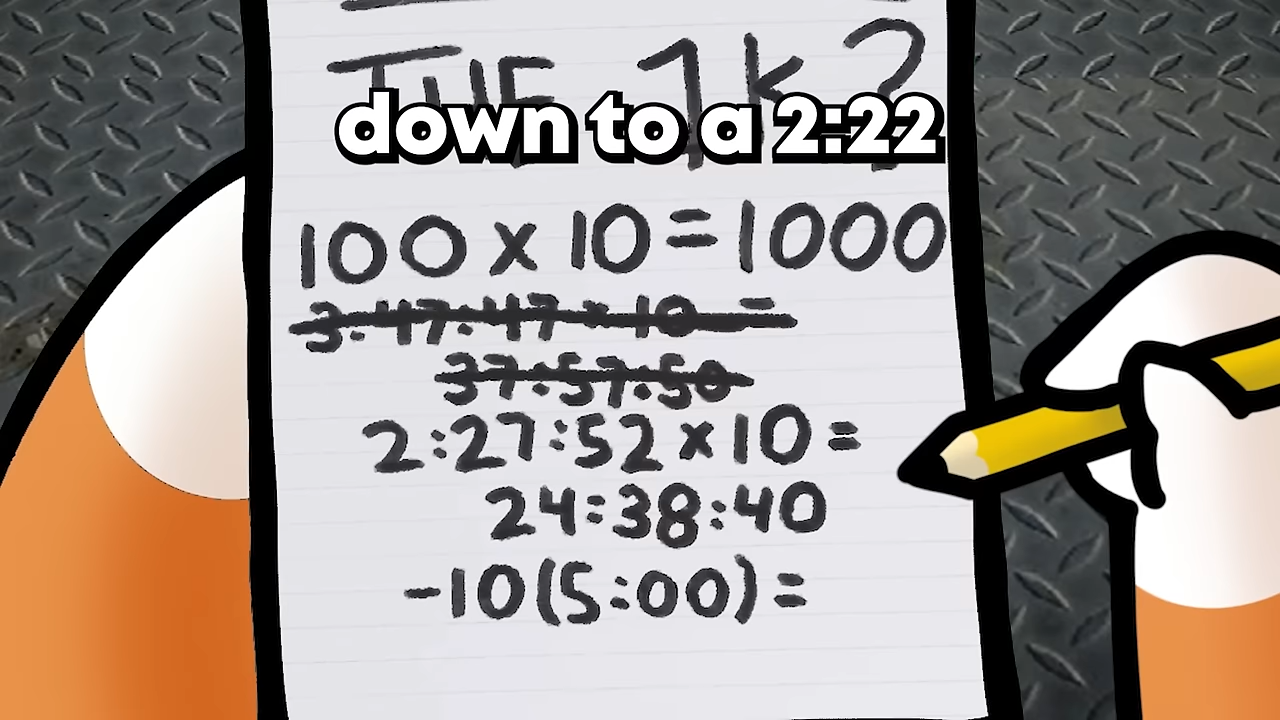 THE 1k?
down to a 2:22
100 x 10 = 1000
3:47:47 x 10 =
37:57:50
2:27:52 x 10 =
24:38:40
-10(5:00) =